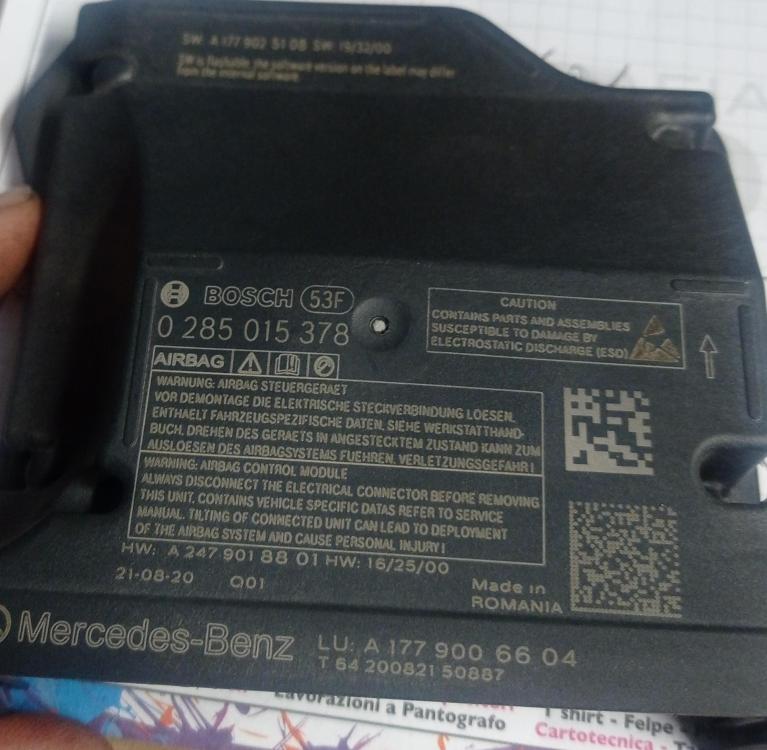 SW: A 177 902 51 08 SW: 19/32/00
SW is flashable, the software version on the label may differ
from the internal software
BOSCH 53F
0 285 015 378
CAUTION
CONTAINS PARTS AND ASSEMBLIES
SUSCEPTIBLE TO DAMAGE BY
ELECTROSTATIC DISCHARGE (ESD)
AIRBAG
WARNUNG: AIRBAG STEUERGERAET
VOR DEMONTAGE DIE ELEKTRISCHE STECKVERBINDUNG LOESEN.
ENTHAELT FAHRZEUGSPEZIFISCHE DATEN. SIEHE WERKSTATTHAND-
BUCH. DREHEN DES GERAETS IN ANGESTECKTEM ZUSTAND KANN ZUM
AUSLOESEN DES AIRBAGSYSTEMS FUEHREN. VERLETZUNGSGEFAHR!
WARNING: AIRBAG CONTROL MODULE
ALWAYS DISCONNECT THE ELECTRICAL CONNECTOR BEFORE REMOVING
THIS UNIT. CONTAINS VEHICLE SPECIFIC DATAS REFER TO SERVICE
MANUAL. TILTING OF CONNECTED UNIT CAN LEAD TO DEPLOYMENT
OF THE AIRBAG SYSTEM AND CAUSE PERSONAL INJURY!
HW: A 247 901 88 01 HW: 16/25/00
21-08-20 Q01
Made in
ROMANIA
Mercedes-Benz LU: A 177 900 66 04
T 64 200821 50887
Lavorazioni a Pantografo
T shirt - Felpe
Cartotecnica -